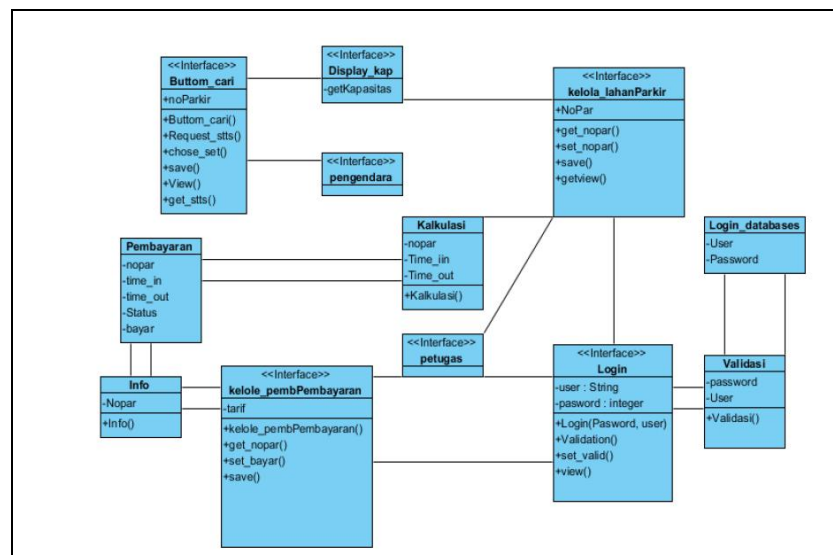 <<Interface>>
Buttom_cari
+noParkir
+Buttom_cari()
+Request_stts()
+chose_set()
+save()
+View()
+get_stts()
<<Interface>>
Display_kap
-getKapasitas
<<Interface>>
pengendara
<<Interface>>
kelola_lahanParkir
+NoPar
+get_nopar()
+set_nopar()
+save()
+getview()
Kalkulasi
-nopar
-Time_iin
-Time_out
+Kalkulasi()
Login_databases
-User
-Password
Pembayaran
-nopar
-time_in
-time_out
-Status
-bayar
<<Interface>>
petugas
Info
-Nopar
+Info()
<<Interface>>
kelole_pembPembayaran
-tarif
+kelole_pembPembayaran()
+get_nopar()
+set_bayar()
+save()
<<Interface>>
Login
-user : String
-pasword : integer
+Login(Pasword, user)
+Validation()
+set_valid()
+view()
Validasi
-password
-User
+Validasi()